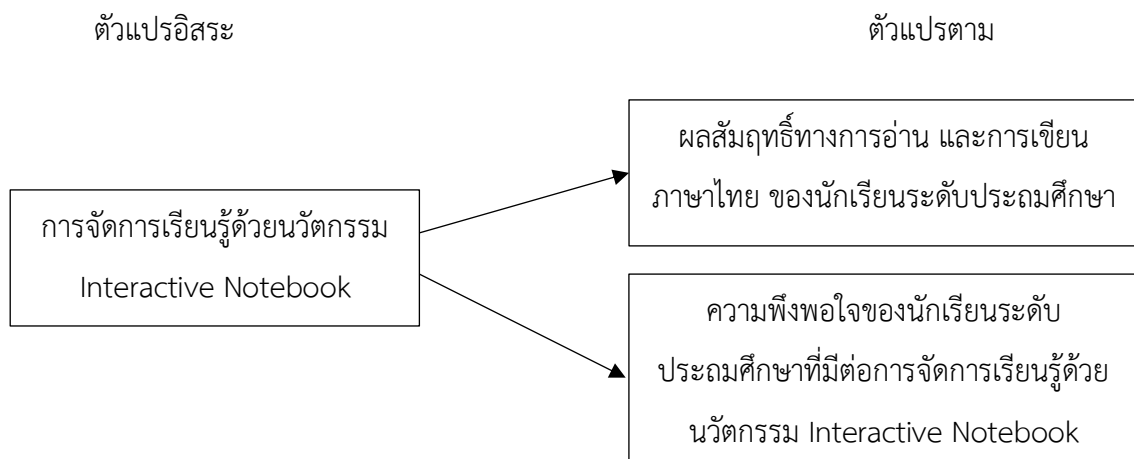 ตัวแปรอิสระ
ตัวแปรตาม
การจัดการเรียนรู้ด้วยนวัตกรรม
Interactive Notebook
ผลสัมฤทธิ์ทางการอ่าน และการเขียน
ภาษาไทย ของนักเรียนระดับประถมศึกษา
ความพึงพอใจของนักเรียนระดับ
ประถมศึกษาที่มีต่อการจัดการเรียนรู้ด้วย
นวัตกรรม Interactive Notebook